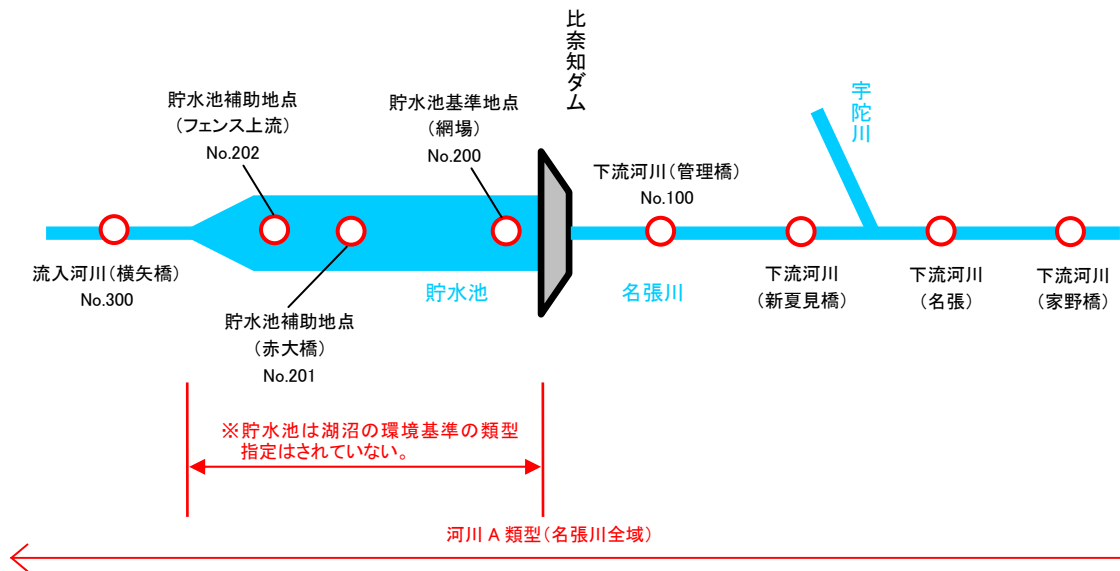 比奈知ダム
宇陀川
貯水池補助地点
(フェンス上流)
No.202
貯水池基準地点
(網場)
No.200
下流河川(管理橋)
No.100
流入河川(横矢橋)
No.300
貯水池
名張川
下流河川
(新夏見橋)
下流河川
(名張)
下流河川
(家野橋)
貯水池補助地点
(赤大橋)
No.201
※貯水池は湖沼の環境基準の類型
指定はされていない。
河川 A 類型(名張川全域)